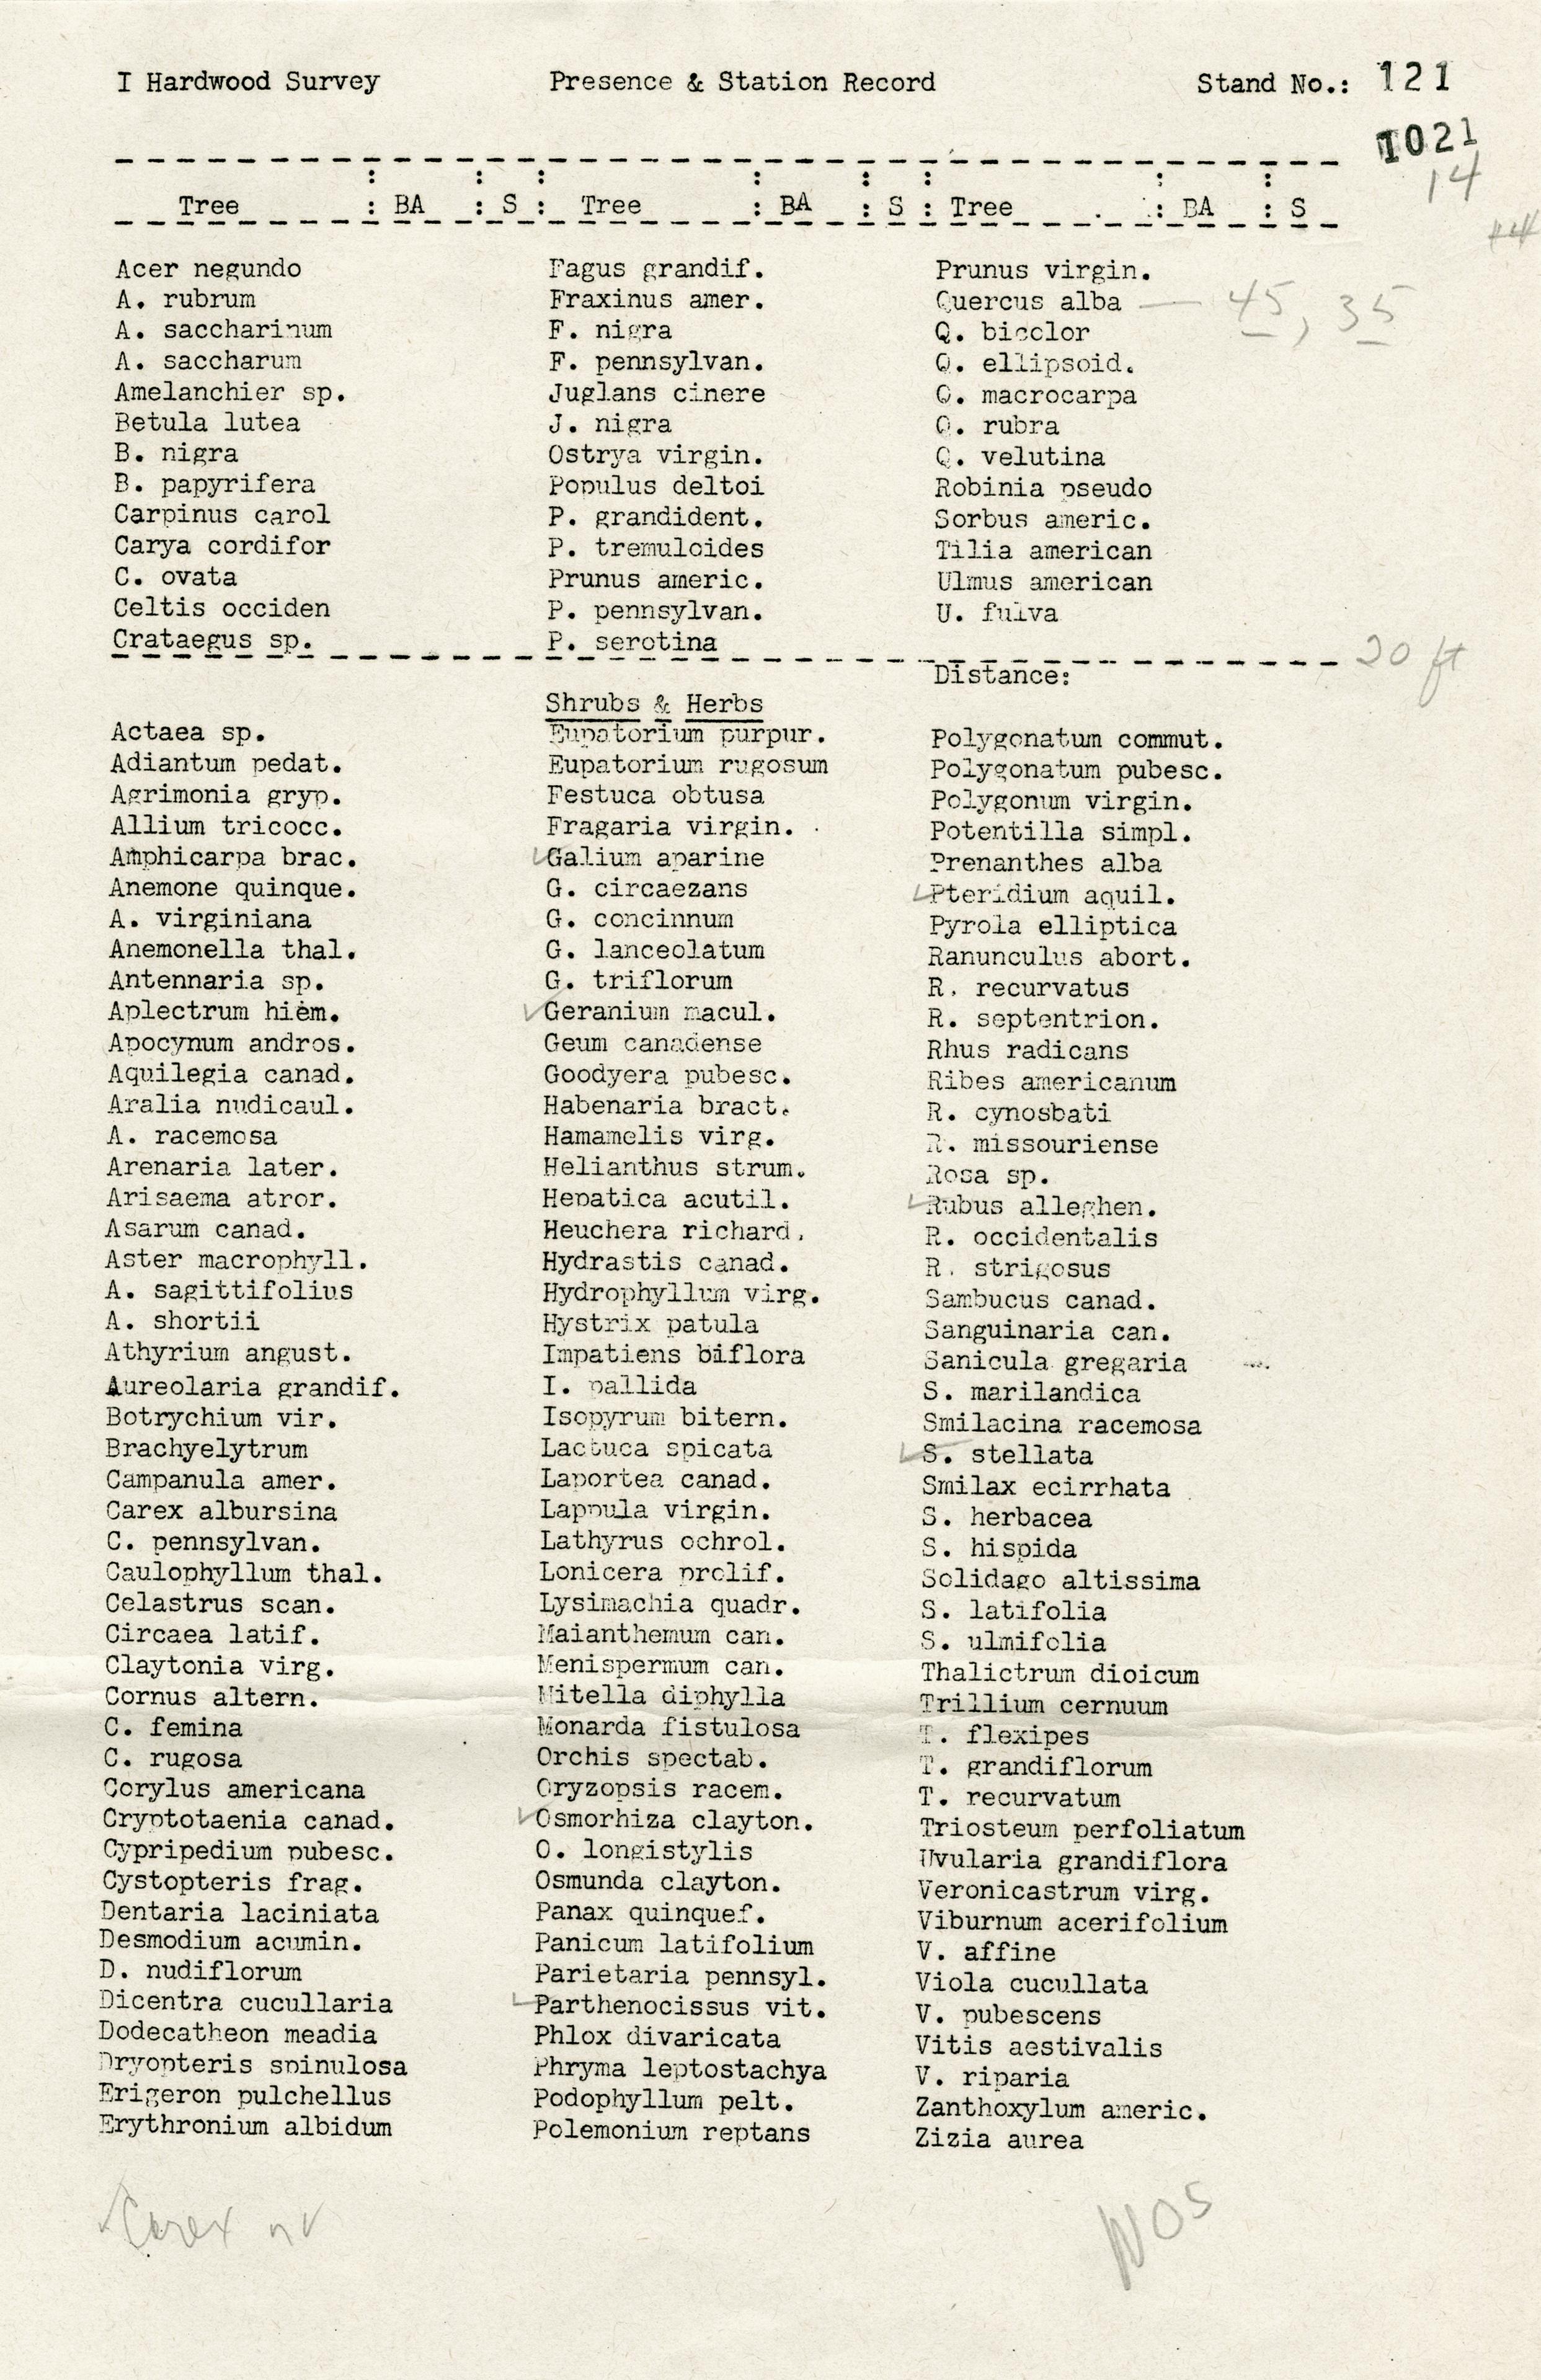 I Hardwood Survey Presence & Station Record Stand No.: 121
1021
14
Tree : BA : S : Tree : BA : S : Tree : BA : S
Acer negundo Fagus grandif. Prunus virgin.
A. rubrum Fraxinus amer. Quercus alba — 45, 35
A. saccharinum F. nigra Q. bicolor
A. saccharum F. pennsylvan. Q. ellipsoid.
Amelanchier sp. Juglans cinere Q. macrocarpa
Betula lutea J. nigra Q. rubra
B. nigra Ostrya virgin. Q. velutina
B. papyrifera Populus deltoi Robinia pseudo
Carpinus carol P. grandident. Sorbus americ.
Carya cordifor P. tremuloides Tilia american
C. ovata Prunus americ. Ulmus american
Celtis occiden P. pennsylvan. U. fulva
Crataegus sp. P. serotina
Distance: 20 ft
Shrubs & Herbs
Actaea sp. Eupatorium purpur. Polygonatum commut.
Adiantum pedat. Eupatorium rugosum Polygonatum pubesc.
Agrimonia gryp. Festuca obtusa Polygonum virgin.
Allium tricocc. Fragaria virgin. Potentilla simpl.
Amphicarpa brac. ✓Galium aparine Prenanthes alba
Anemone quinque. G. circaezans ✓Pteridium aquil.
A. virginiana G. concinnum Pyrola elliptica
Anemonella thal. G. lanceolatum Ranunculus abort.
Antennaria sp. G. triflorum R. recurvatus
Aplectrum hiem. ✓Geranium macul. R. septentrion.
Apocynum andros. Geum canadense Rhus radicans
Aquilegia canad. Goodyera pubesc. Ribes americanum
Aralia nudicaul. Habenaria bract. R. cynosbati
A. racemosa Hamamelis virg. R. missouriense
Arenaria later. Helianthus strum. Rosa sp.
Arisaema atror. Hepatica acutil. ✓Rubus alleghen.
Asarum canad. Heuchera richard. R. occidentalis
Aster macrophyll. Hydrastis canad. R. strigosus
A. sagittifolius Hydrophyllum virg. Sambucus canad.
A. shortii Hystrix patula Sanguinaria can.
Athyrium angust. Impatiens biflora Sanicula gregaria
Aureolaria grandif. I. pallida S. marilandica
Botrychium vir. Isopyrum bitern. Smilacina racemosa
Brachyelytrum Lactuca spicata ✓S. stellata
Campanula amer. Laportea canad. Smilax ecirrhata
Carex albursina Lappula virgin. S. herbacea
C. pennsylvan. Lathyrus ochrol. S. hispida
Caulophyllum thal. Lonicera prolif. Solidago altissima
Celastrus scan. Lysimachia quadr. S. latifolia
Circaea latif. Maianthemum can. S. ulmifolia
Claytonia virg. Menispermum can. Thalictrum dioicum
Cornus altern. Mitella diphylla Trillium cernuum
C. femina Monarda fistulosa T. flexipes
C. rugosa Orchis spectab. T. grandiflorum
Corylus americana Oryzopsis racem. T. recurvatum
Cryptotaenia canad. ✓Osmorhiza clayton. Triosteum perfoliatum
Cypripedium pubesc. O. longistylis Uvularia grandiflora
Cystopteris frag. Osmunda clayton. Veronicastrum virg.
Dentaria laciniata Panax quinquef. Viburnum acerifolium
Desmodium acumin. Panicum latifolium V. affine
D. nudiflorum Parietaria pennsyl. Viola cucullata
Dicentra cucullaria ✓Parthenocissus vit. V. pubescens
Dodecatheon meadia Phlox divaricata Vitis aestivalis
Dryopteris spinulosa Phryma leptostachya V. riparia
Erigeron pulchellus Podophyllum pelt. Zanthoxylum americ.
Erythronium albidum Polemonium reptans Zizia aurea
✓Carex